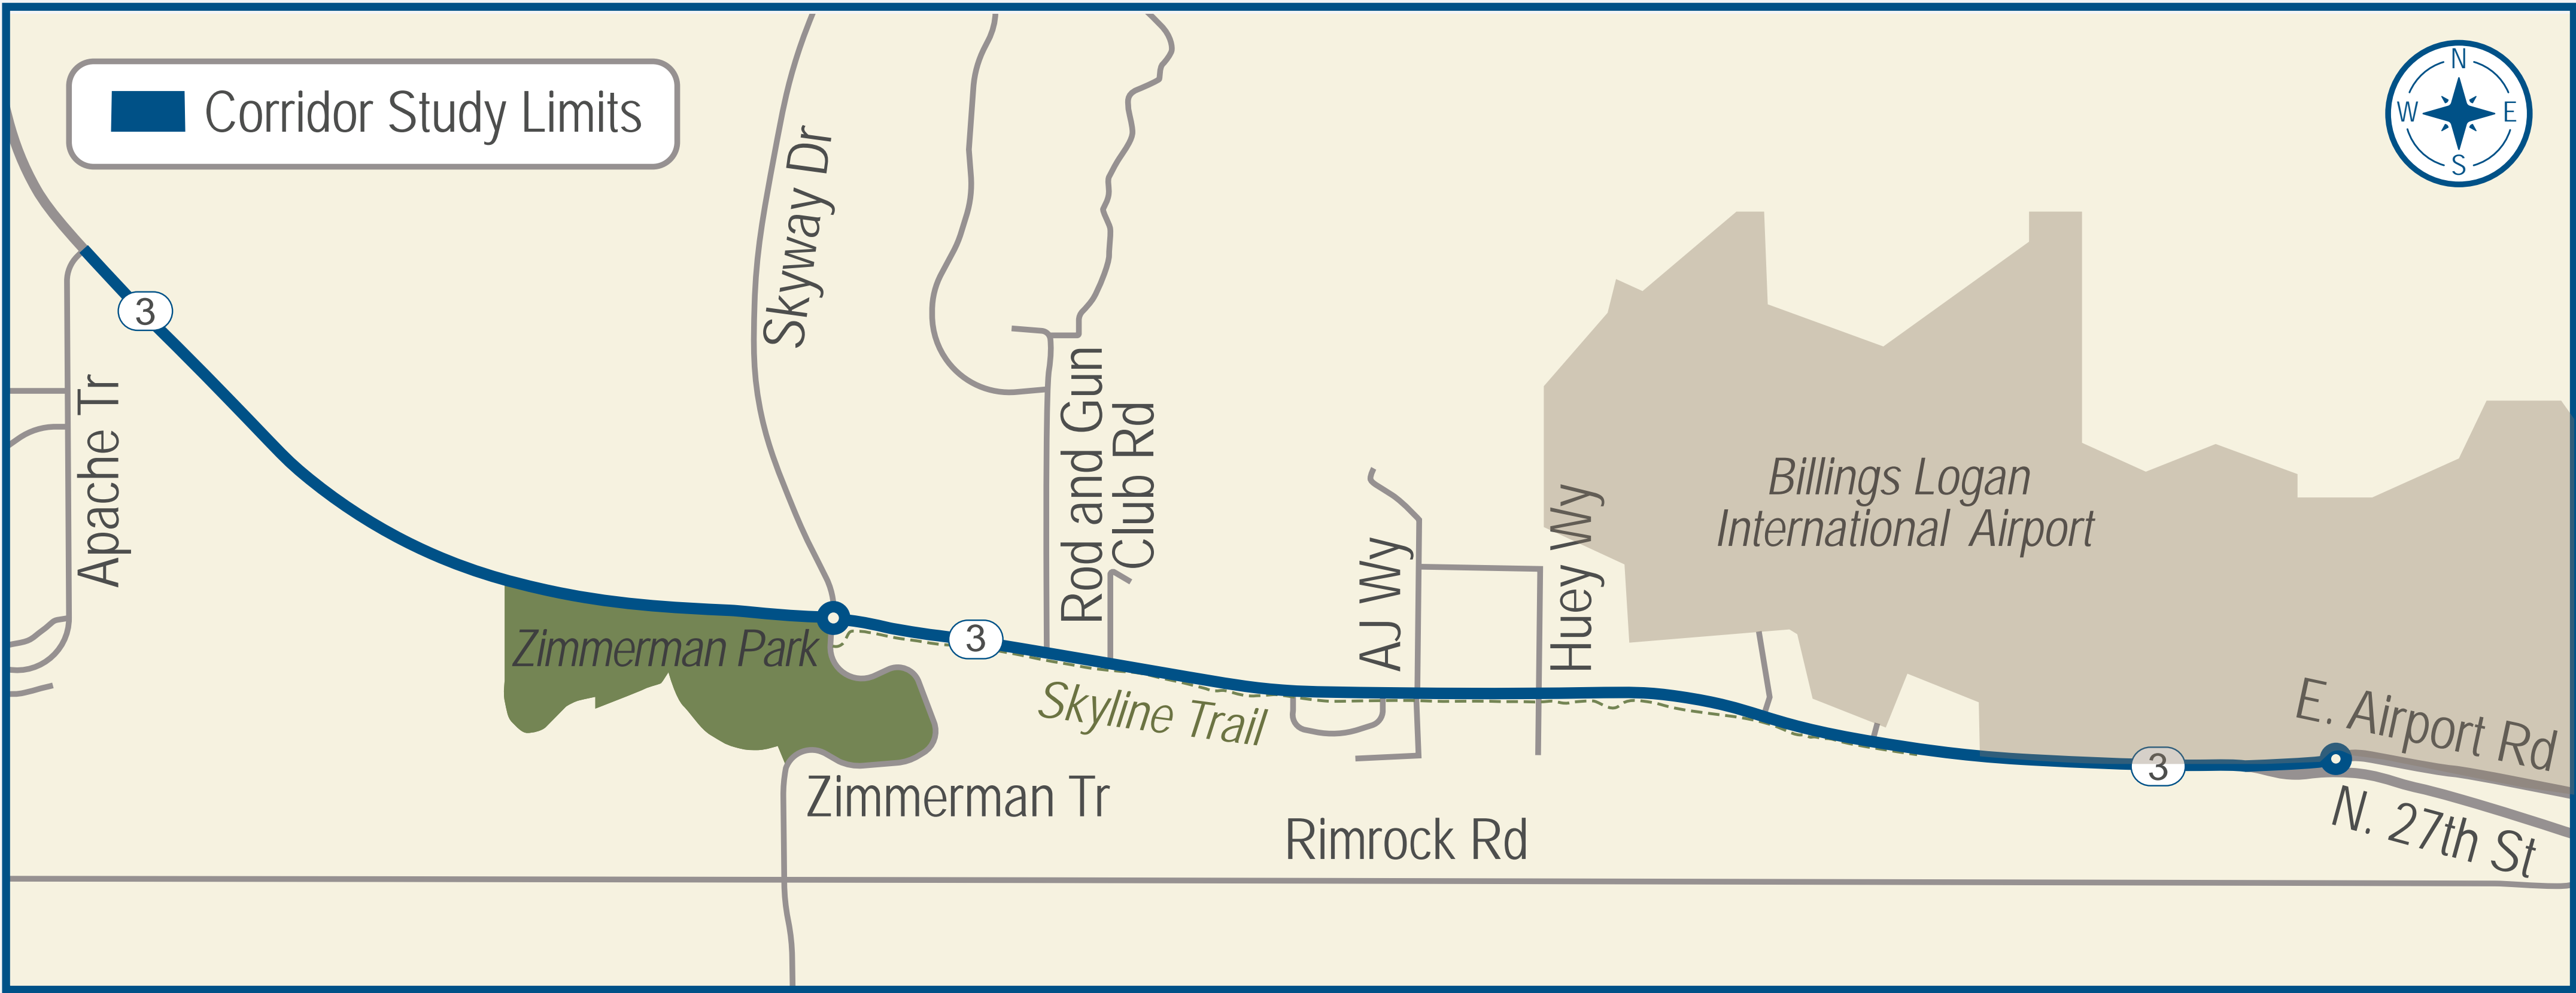 Corridor Study Limits
N
W
E
S
3
Apache Tr
Skyway Dr
Rod and Gun
Club Rd
AJ Wy
Huey Wy
Billings Logan
International Airport
Zimmerman Park
3
Skyline Trail
Zimmerman Tr
Rimrock Rd
3
E. Airport Rd
N. 27th St